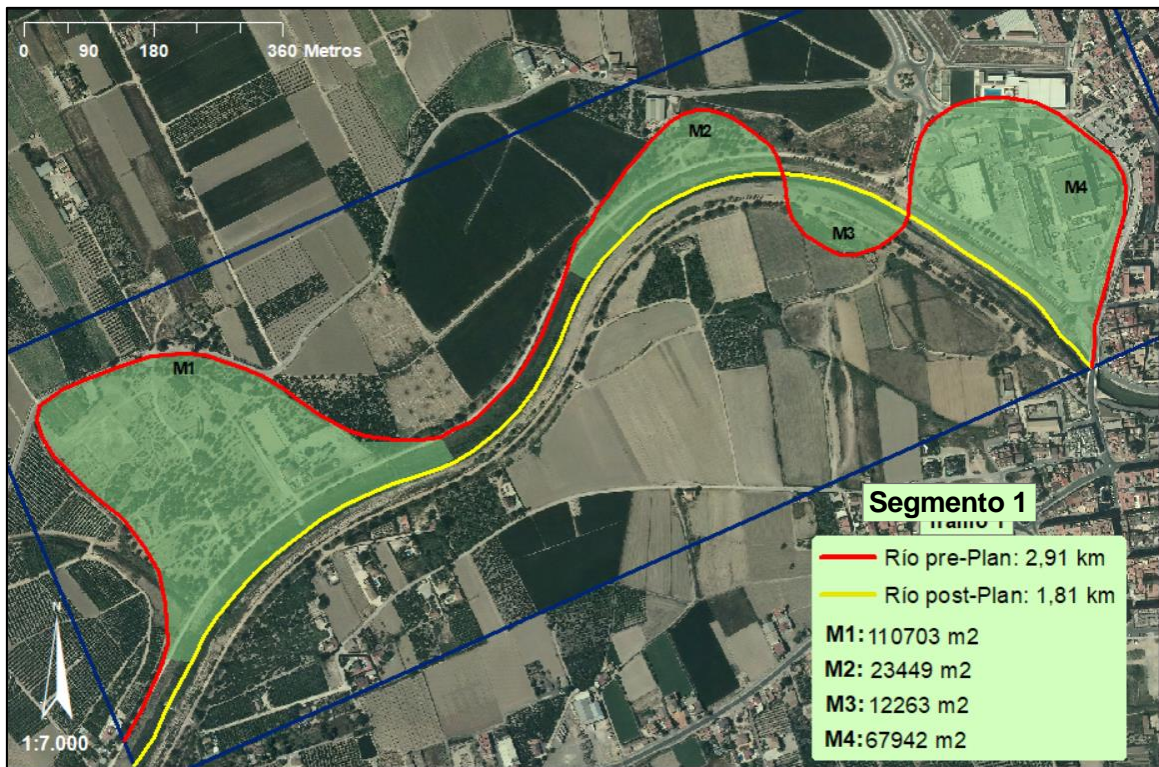 0 90 180 360 Metros
M2
M4
M3
M1
Segmento 1
Tramo 1
Río pre-Plan: 2,91 km
Río post-Plan: 1,81 km
M1: 110703 m2
M2: 23449 m2
M3: 12263 m2
M4: 67942 m2
N
1:7.000